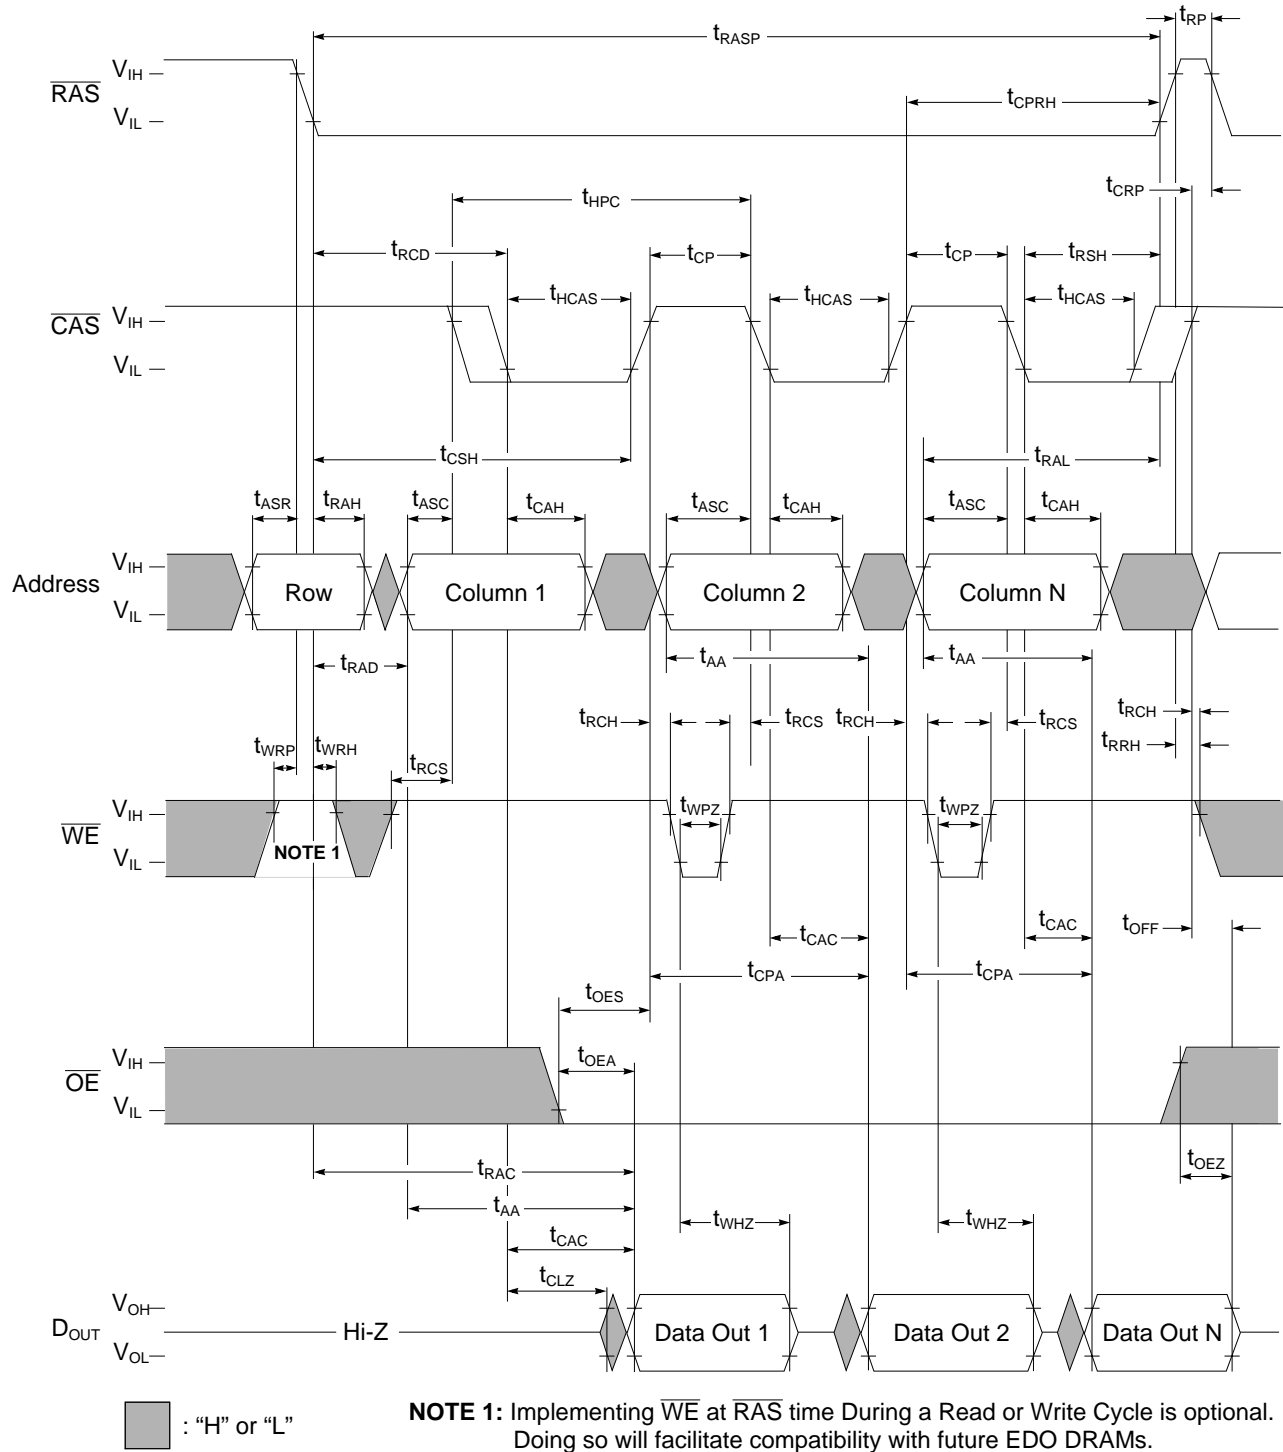 tRP
tRASP
VIH
RAS
VIL
tCPRH
tCRP
tHPC
tRCD
tCP
tCP
tRSH
tHCAS
tHCAS
tHCAS
VIH
CAS
VIL
tCSH
tRAL
tASR
tRAH
tASC
tCAH
tASC
tCAH
tASC
tCAH
VIH
Address
Row
Column 1
Column 2
Column N
VIL
tRAD
tAA
tAA
tRCH
tRCS
tRCH
tRCS
tRCH
tWRP
tWRH
tRCS
tRRH
VIH
WE
tWPZ
tWPZ
NOTE 1
VIL
tCAC
tCAC
tOFF
tCPA
tCPA
tOES
VIH
OE
tOEA
VIL
tRAC
tOEZ
tAA
tWHZ
tWHZ
tCAC
tCLZ
VOH
DOUT
Hi-Z
Data Out 1
Data Out 2
Data Out N
VOL
: “H” or “L”
NOTE 1: Implementing WE at RAS time During a Read or Write Cycle is optional.
Doing so will facilitate compatibility with future EDO DRAMs.